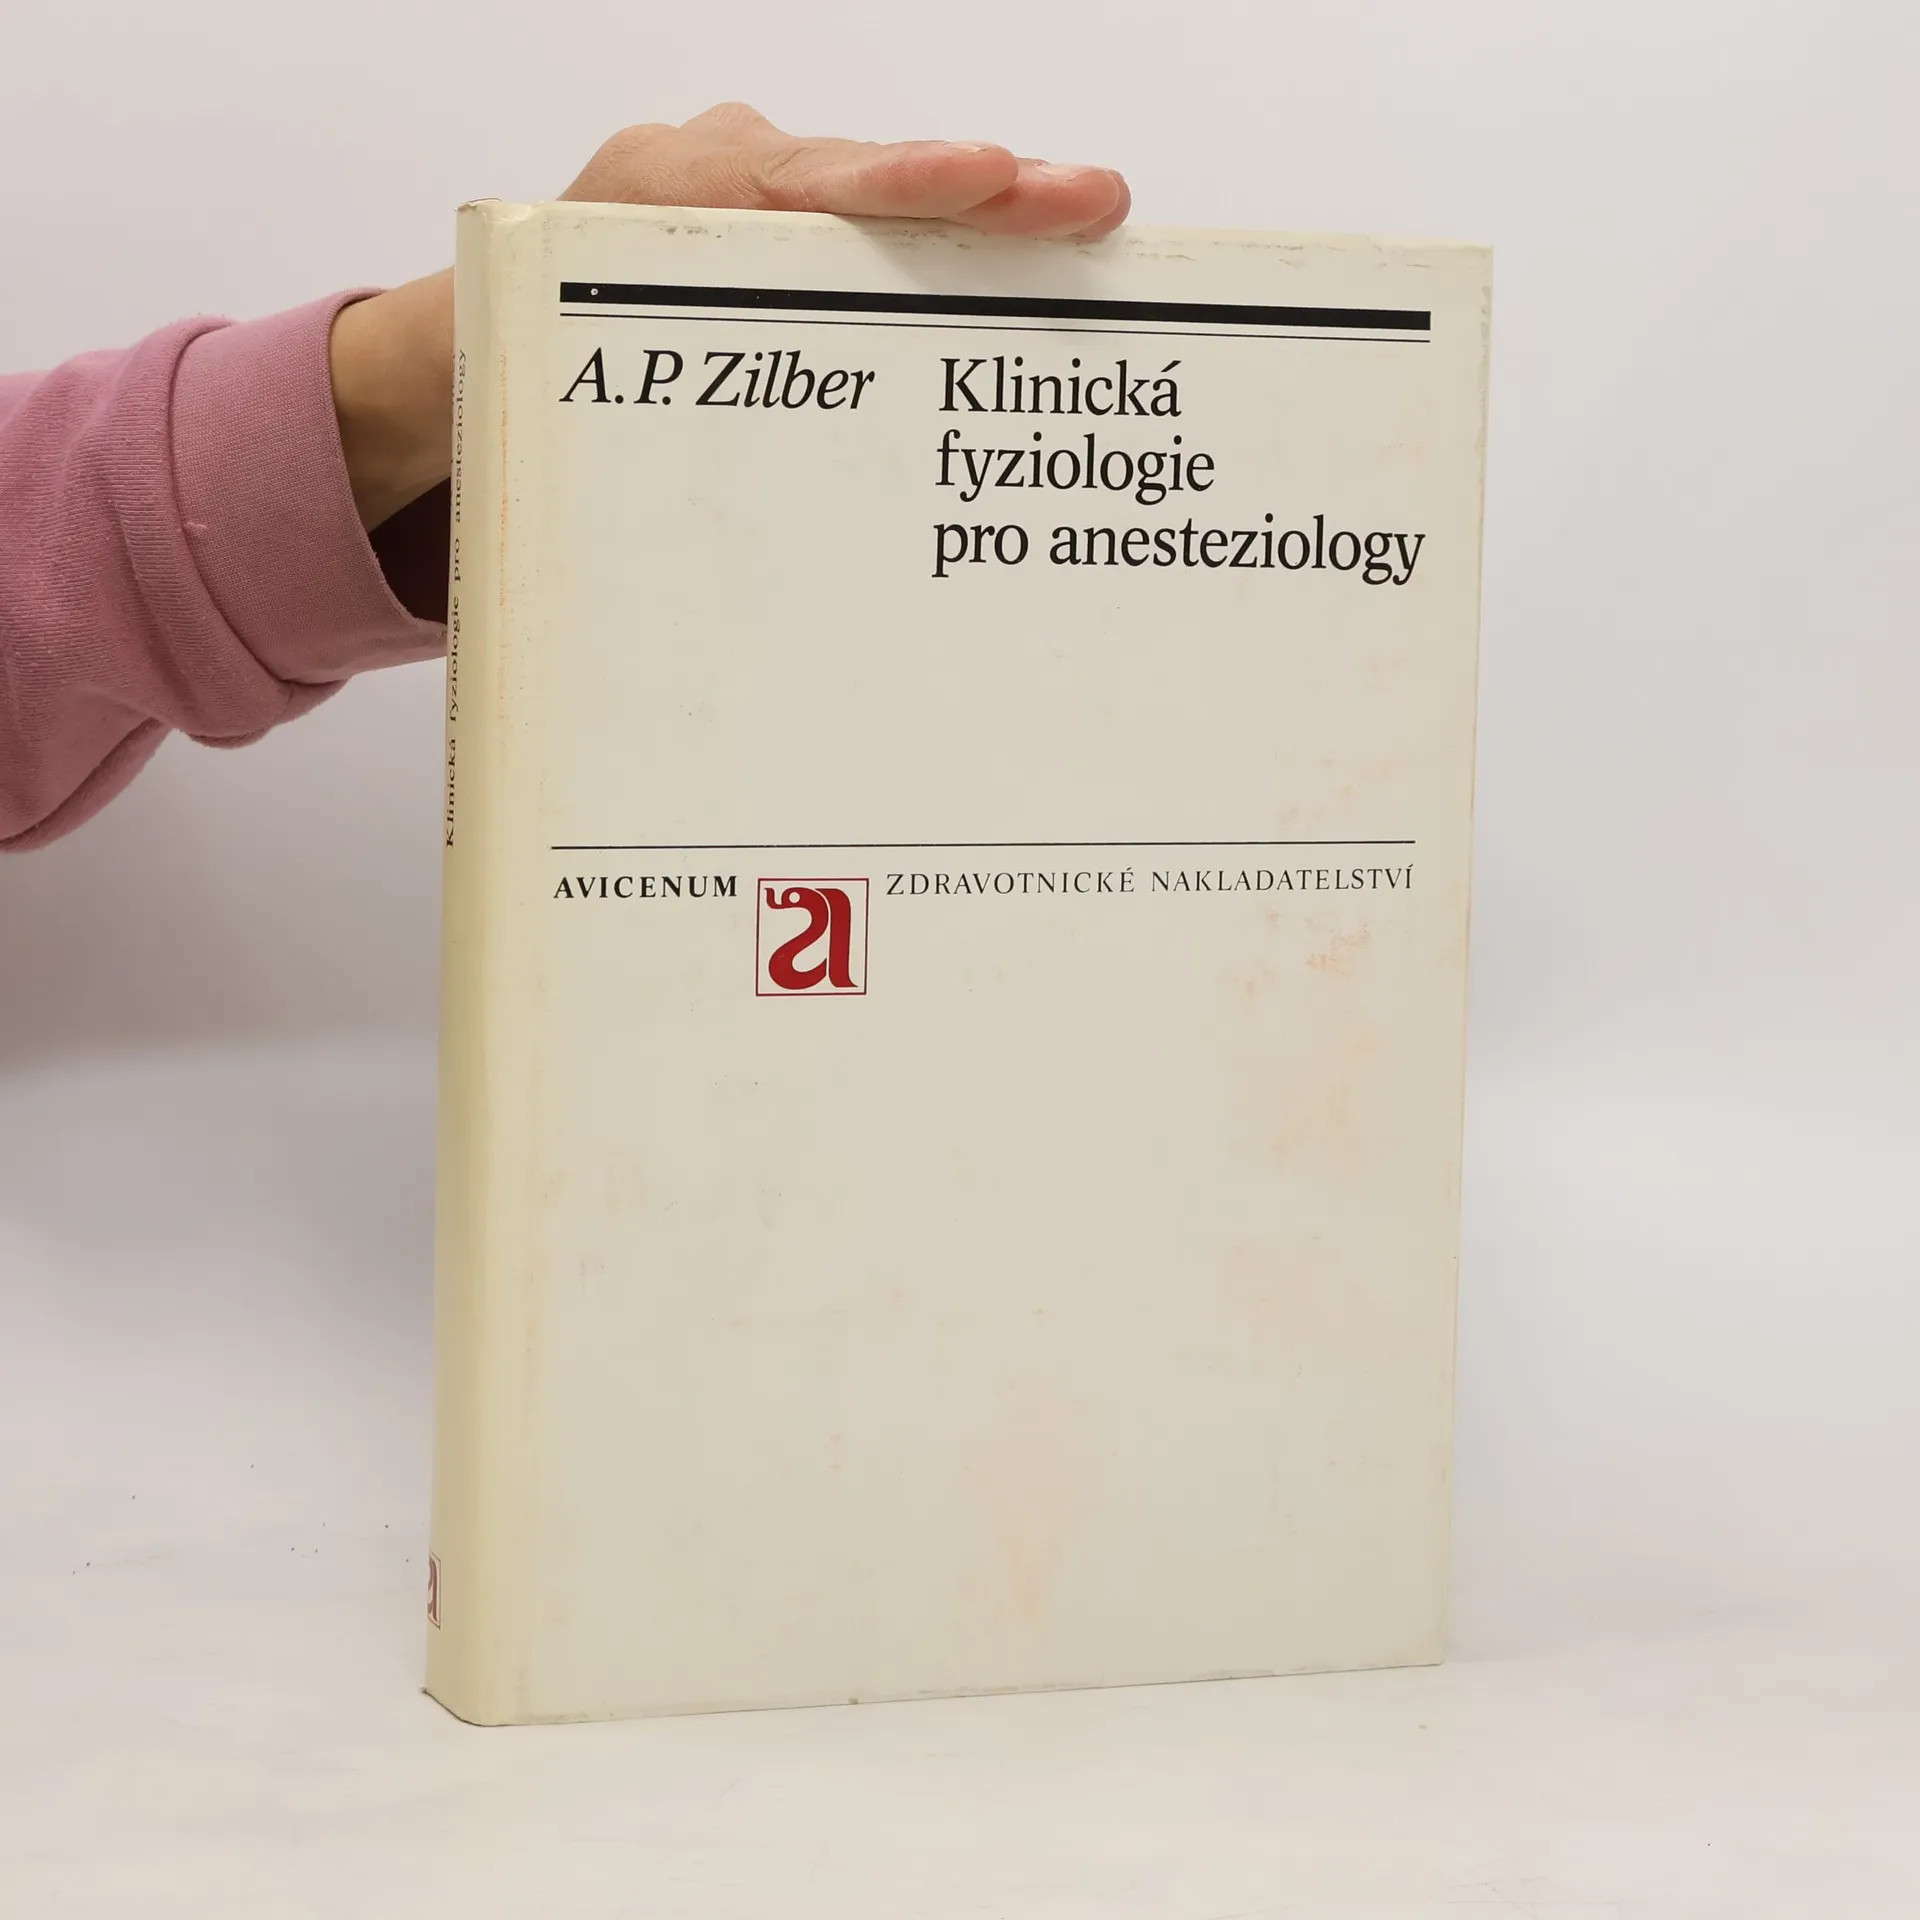 A. P. Zilber
Klinická
fyziologie
pro anesteziology
AVICENUM
ZDRAVOTNICKÉ NAKLADATELSTVÍ
Klinická fyziologie pro anesteziology